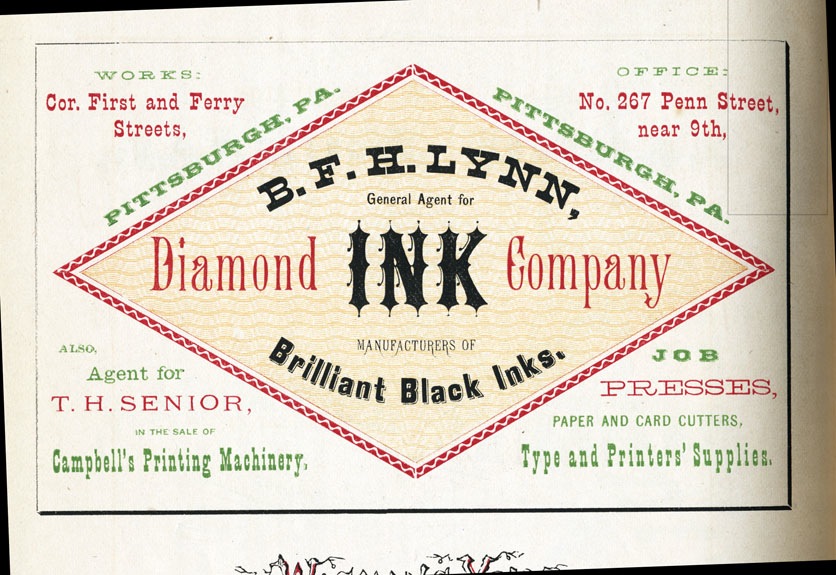 WORKS:
Cor. First and Ferry
Streets,
PITTSBURGH, PA.
OFFICE:
No. 267 Penn Street,
near 9th,
PITTSBURGH, PA.
B. F. H. LYNN,
General Agent for
Diamond INK Company
MANUFACTURERS OF
Brilliant Black Inks.
ALSO,
Agent for
T. H. SENIOR,
IN THE SALE OF
Campbell's Printing Machinery,
JOB
PRESSES,
PAPER AND CARD CUTTERS,
Type and Printers' Supplies.